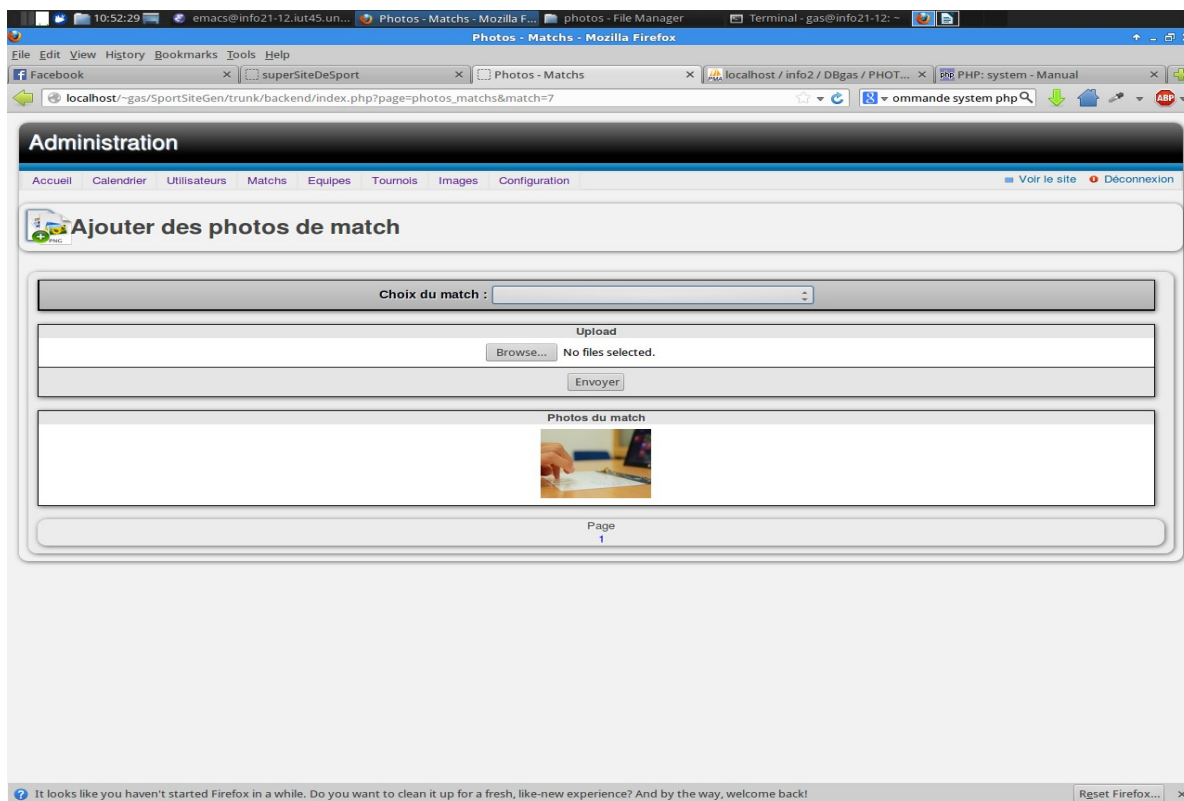 10:52:29 emacs@info21-12.iut45.un... Photos - Matchs - Mozilla F... photos - File Manager Terminal - gas@info21-12: ~
Photos - Matchs - Mozilla Firefox
File Edit View History Bookmarks Tools Help
Facebook superSiteDeSport Photos - Matchs localhost / info2 / DBgas / PHOT... PHP: system - Manual
localhost/~gas/SportSiteGen/trunk/backend/index.php?page=photos_matchs&match=7 ommande system php ABP
Administration
Accueil Calendrier Utilisateurs Matchs Equipes Tournois Images Configuration Voir le site Déconnexion
PNG Ajouter des photos de match
Choix du match :
Upload
Browse... No files selected.
Envoyer
Photos du match
Page
1
It looks like you haven't started Firefox in a while. Do you want to clean it up for a fresh, like-new experience? And by the way, welcome back! Reset Firefox...